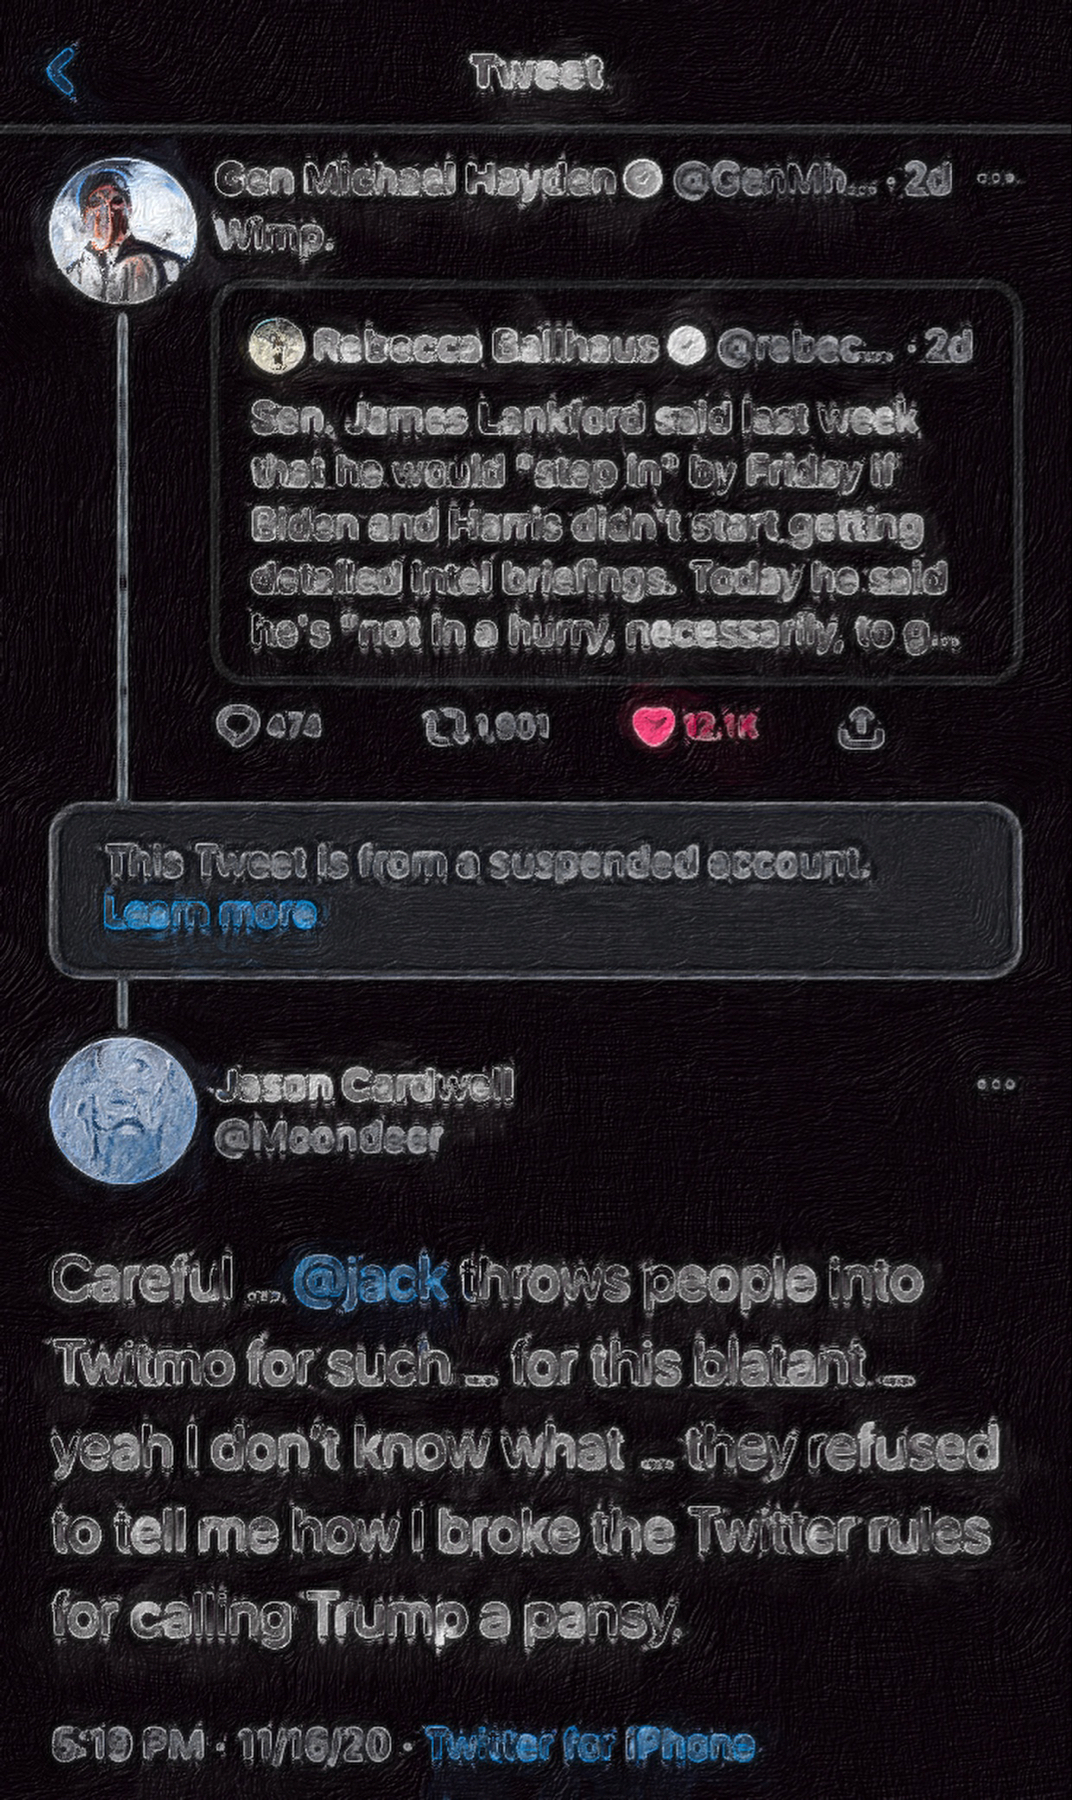 Tweet
Gen Michael Hayden @GenMh... · 2d
Wimp.
Rebecca Ballhaus @rebec... · 2d
Sen. James Lankford said last week
that he would "step in" by Friday if
Biden and Harris didn't start getting
detailed intel briefings. Today he said
he's "not in a hurry, necessarily, to g...
474 1,901 12.1K
This Tweet is from a suspended account.
Learn more
Jason Cardwell
@Moondeer
Careful ... @jack throws people into
Twitmo for such ... for this blatant ...
yeah I don't know what ... they refused
to tell me how I broke the Twitter rules
for calling Trump a pansy.
5:19 PM · 11/16/20 · Twitter for iPhone